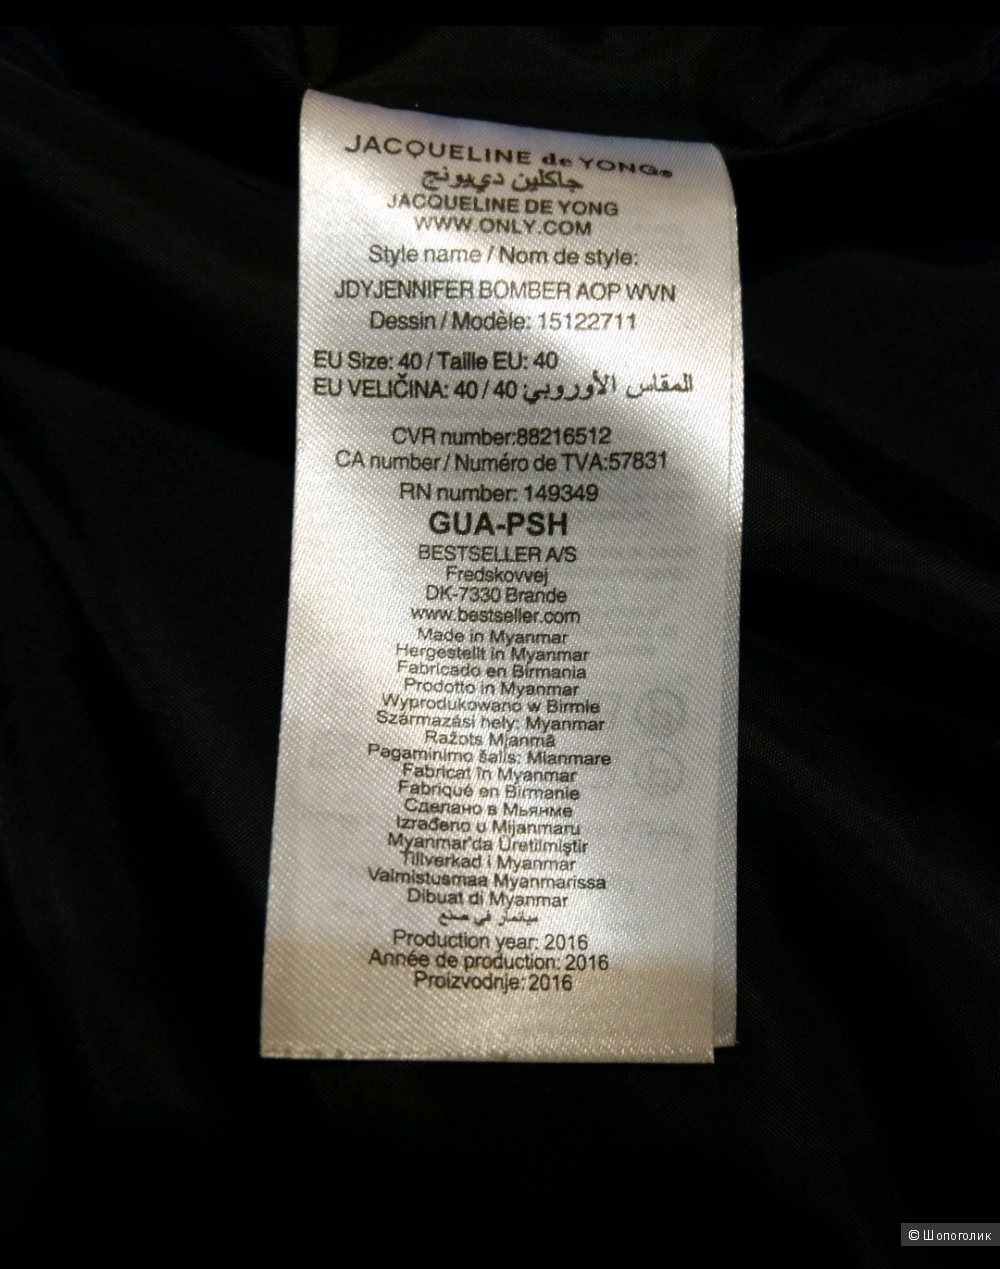 JACQUELINE de YONG®
جاكلين دي يونج
JACQUELINE DE YONG
WWW.ONLY.COM
Style name / Nom de style:
JDYJENNIFER BOMBER AOP WVN
Dessin / Modèle: 15122711
EU Size: 40 / Taille EU: 40
EU VELIČINA: 40 / 40 المقاس الأوروبي
CVR number:88216512
CA number / Numéro de TVA:57831
RN number: 149349
GUA-PSH
BESTSELLER A/S
Fredskovvej
DK-7330 Brande
www.bestseller.com
Made in Myanmar
Hergestellt in Myanmar
Fabricado en Birmania
Prodotto in Myanmar
Wyprodukowano w Birmie
Származási hely: Myanmar
Ražots Mjanmā
Pagaminimo šalis: Mianmare
Fabricat în Myanmar
Fabriqué en Birmanie
Сделано в Мьянме
Izrađeno u Mijanmaru
Myanmar'da Üretilmiştir
Tillverkad i Myanmar
Valmistusmaa Myanmarissa
Dibuat di Myanmar
ميانمار في صنع
Production year: 2016
Année de production: 2016
Proizvodnje: 2016
© Шопоголик